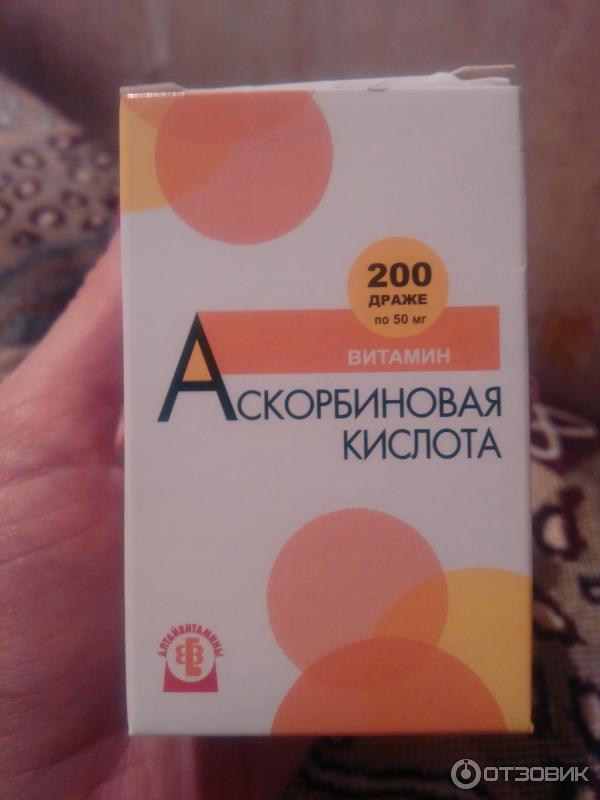 200
ДРАЖЕ
по 50 мг
ВИТАМИН
АСКОРБИНОВАЯ
КИСЛОТА
АЛТАЙВИТАМИНЫ
ОТЗОВИК